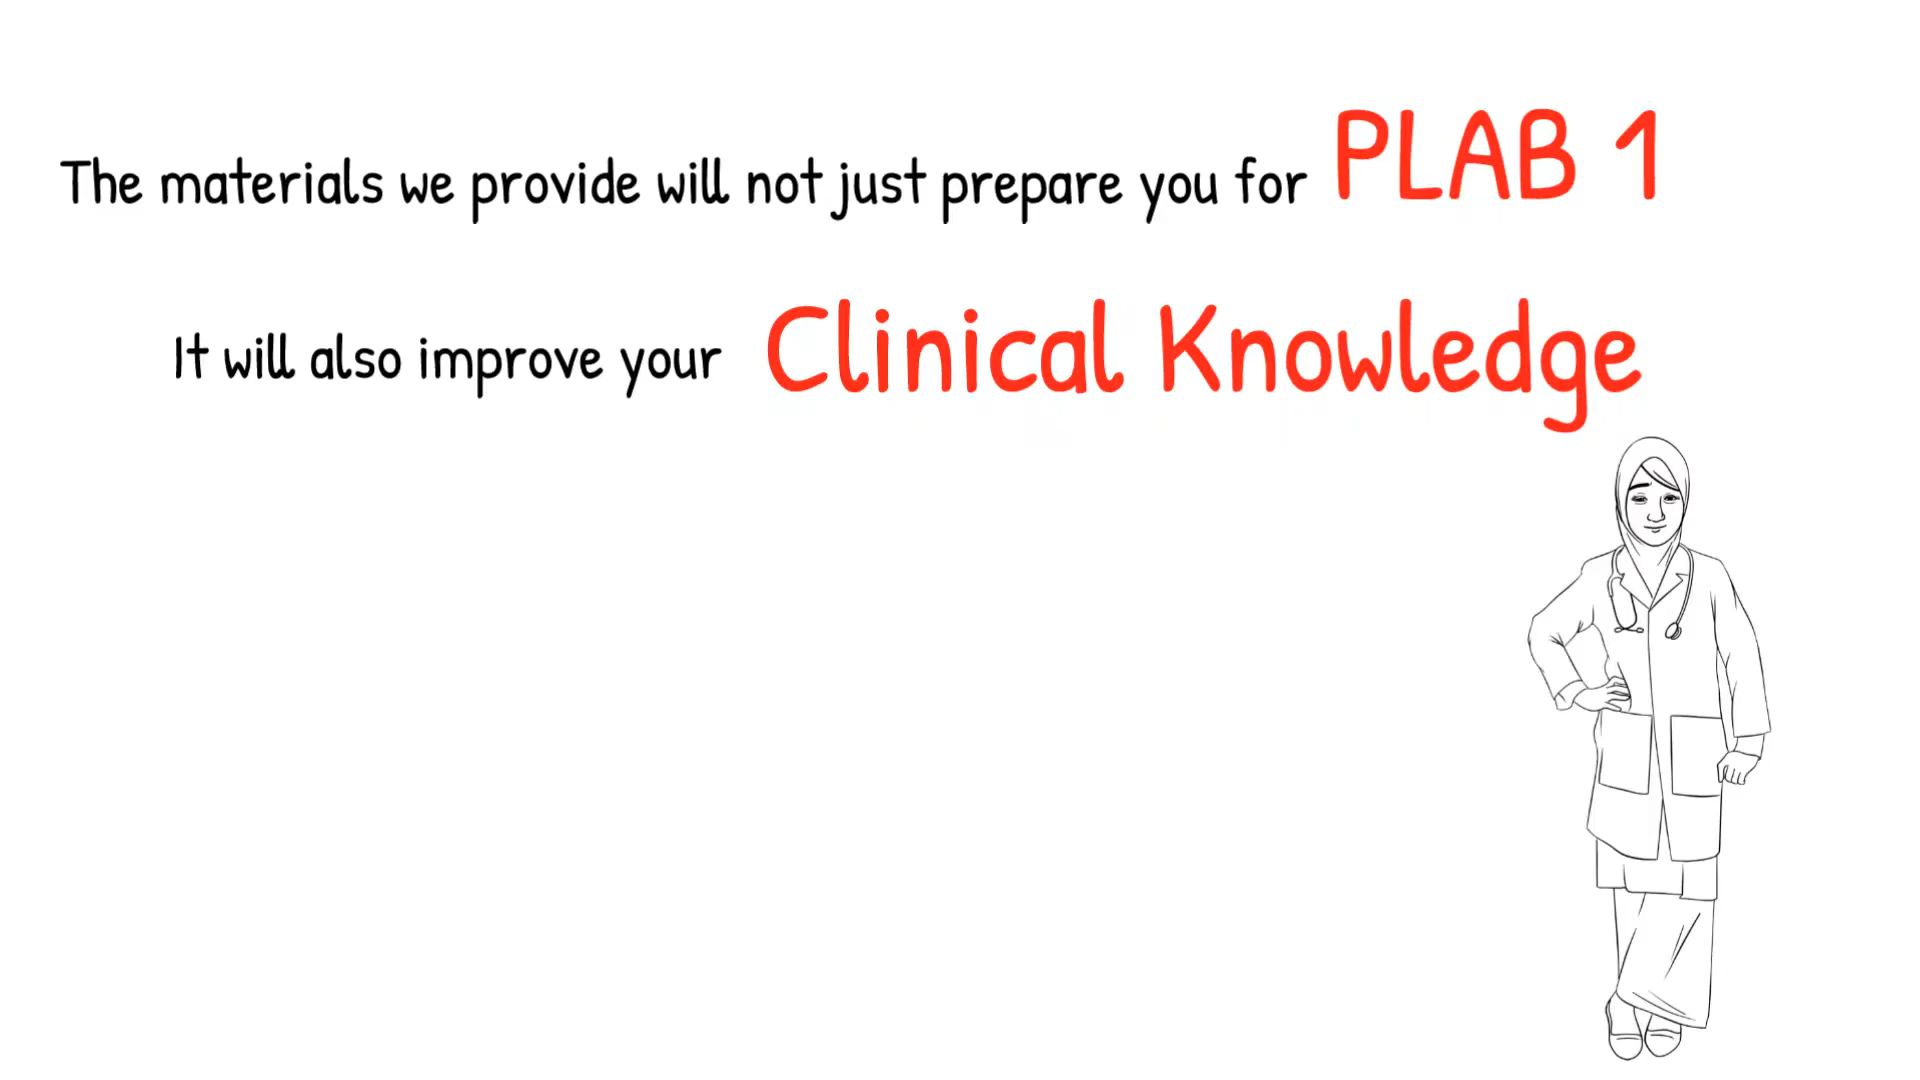 The materials we provide will not just prepare you for PLAB 1
It will also improve your Clinical Knowledge